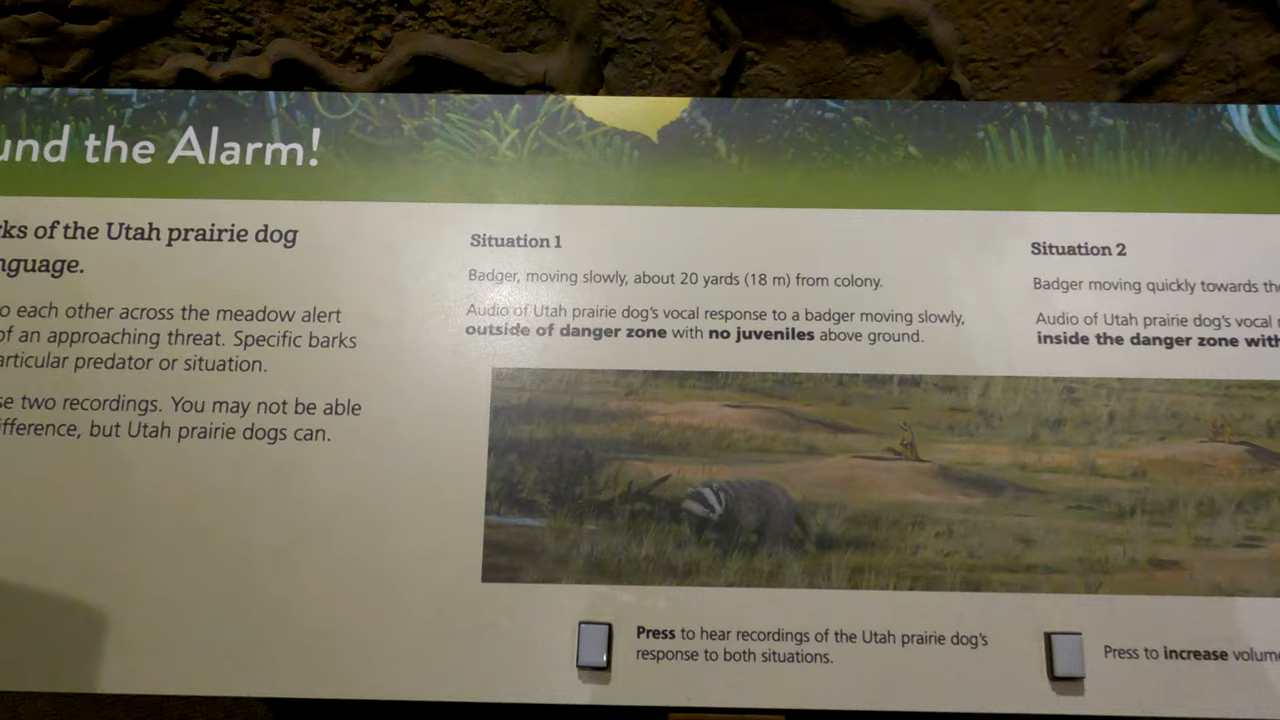 und the Alarm!
rks of the Utah prairie dog
nguage.
o each other across the meadow alert
of an approaching threat. Specific barks
articular predator or situation.
se two recordings. You may not be able
ifference, but Utah prairie dogs can.
Situation 1
Badger, moving slowly, about 20 yards (18 m) from colony.
Audio of Utah prairie dog's vocal response to a badger moving slowly,
outside of danger zone with no juveniles above ground.
Situation 2
Badger moving quickly towards th
Audio of Utah prairie dog's vocal
inside the danger zone with
Press to hear recordings of the Utah prairie dog's
response to both situations.
Press to increase volum